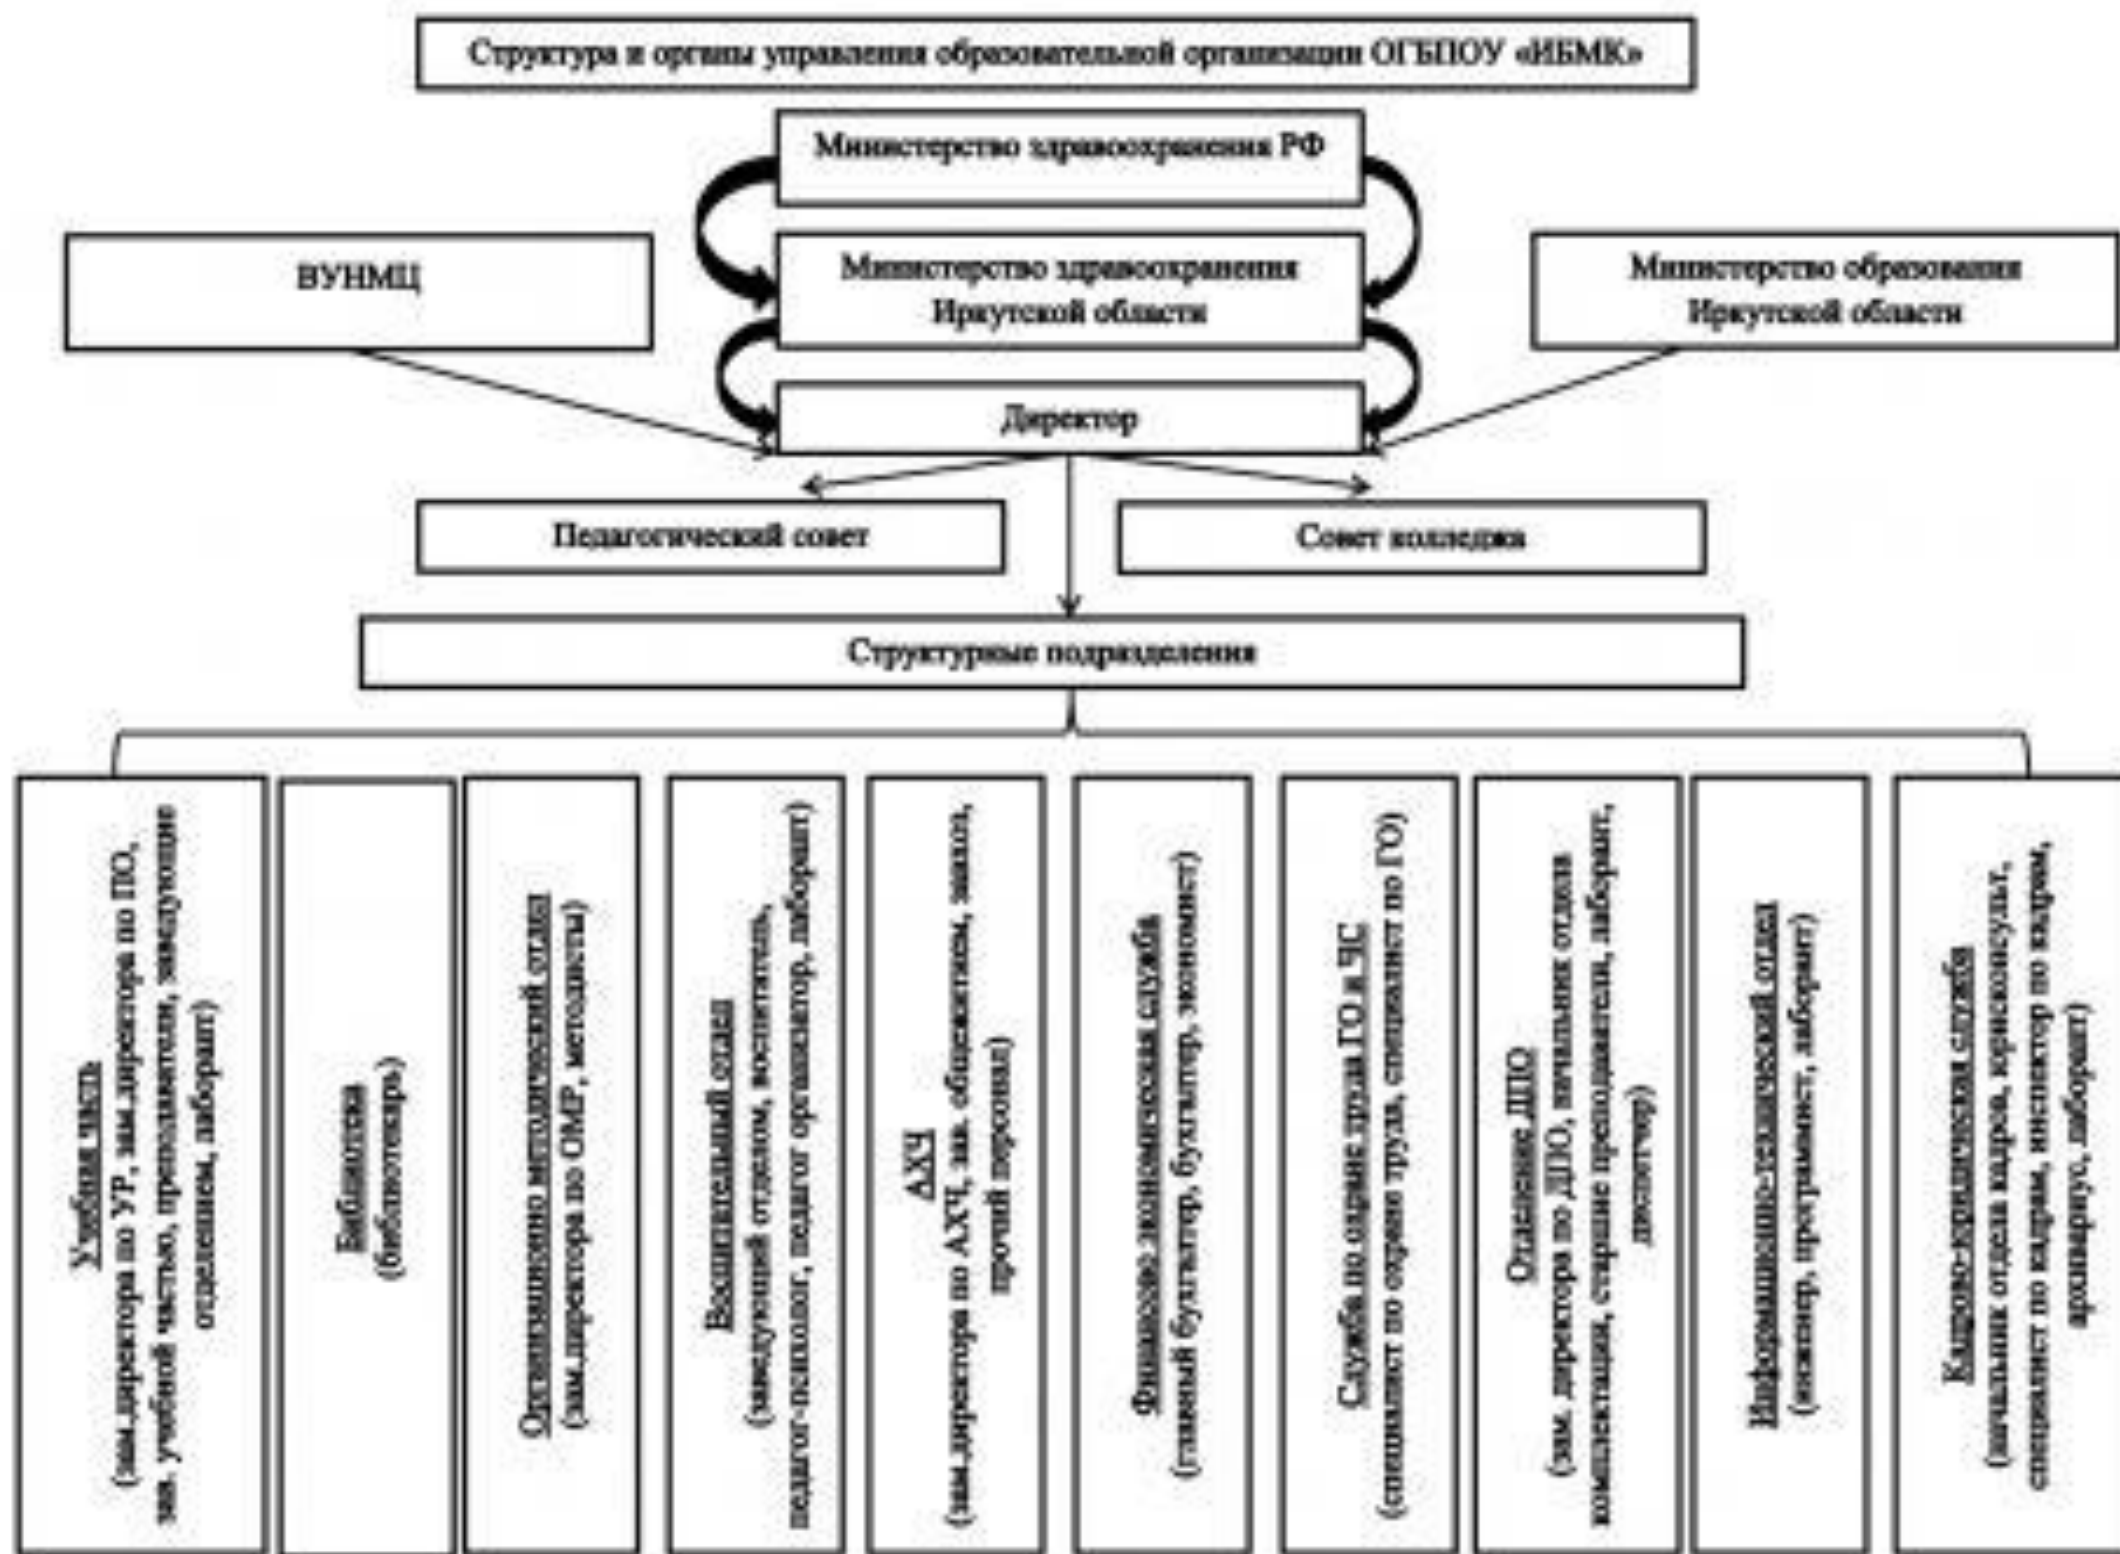 Структура и органы управления образовательной организации ОГБПОУ «ИБМК»
Министерство здравоохранения РФ
ВУНМЦ
Министерство здравоохранения
Иркутской области
Министерство образования
Иркутской области
Директор
Педагогический совет
Совет колледжа
Структурные подразделения
Учебная часть
(зам.директора по УР, зам.директора по ПО,
зав. учебной частью, преподаватели, заведующие
отделением, лаборант)
Библиотека
(библиотекарь)
Организационно методический отдел
(зам.директора по ОМР, методисты)
Воспитательный отдел
(заведующий отделом, воспитатель,
педагог-психолог, педагог организатор, лаборант)
АХЧ
(зам.директора по АХЧ, зав. общежитием, завхоз,
прочий персонал)
Финансово экономическая служба
(главный бухгалтер, бухгалтер, экономист)
Служба по охране труда ГО и ЧС
(специалист по охране труда, специалист по ГО)
Отделение ДПО
(зам. директора по ДПО, начальник отдела
комплектации, старшие преподаватели, лаборант,
диспетчер)
Информационно-технический отдел
(инженер, программист, лаборант)
Кадрово-юридическая служба
(начальник отдела кадров, юрисконсульт,
специалист по кадрам, инспектор по кадрам,
архивариус, лаборант)